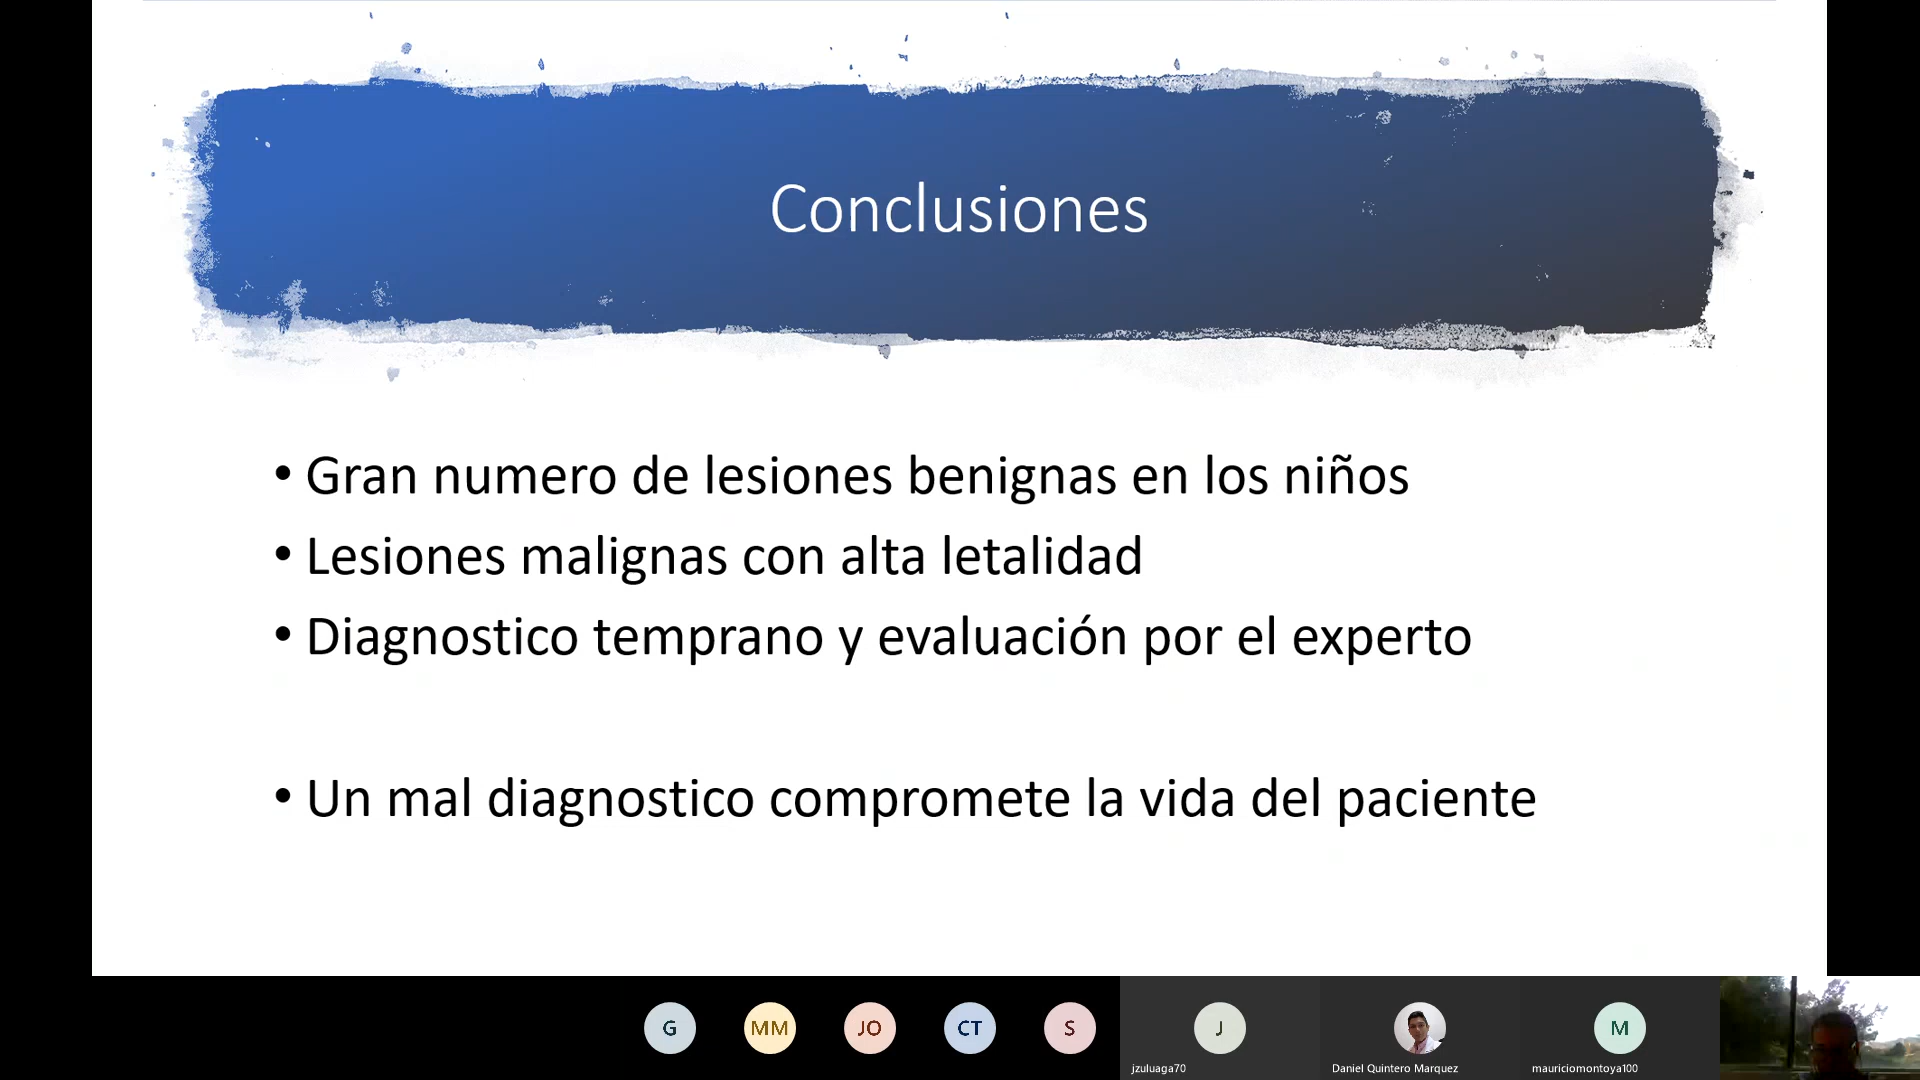 Conclusiones
• Gran numero de lesiones benignas en los niños
• Lesiones malignas con alta letalidad
• Diagnostico temprano y evaluación por el experto
• Un mal diagnostico compromete la vida del paciente
G MM JO CT S J M
jzuluaga70 Daniel Quintero Marquez mauriciomontoya100